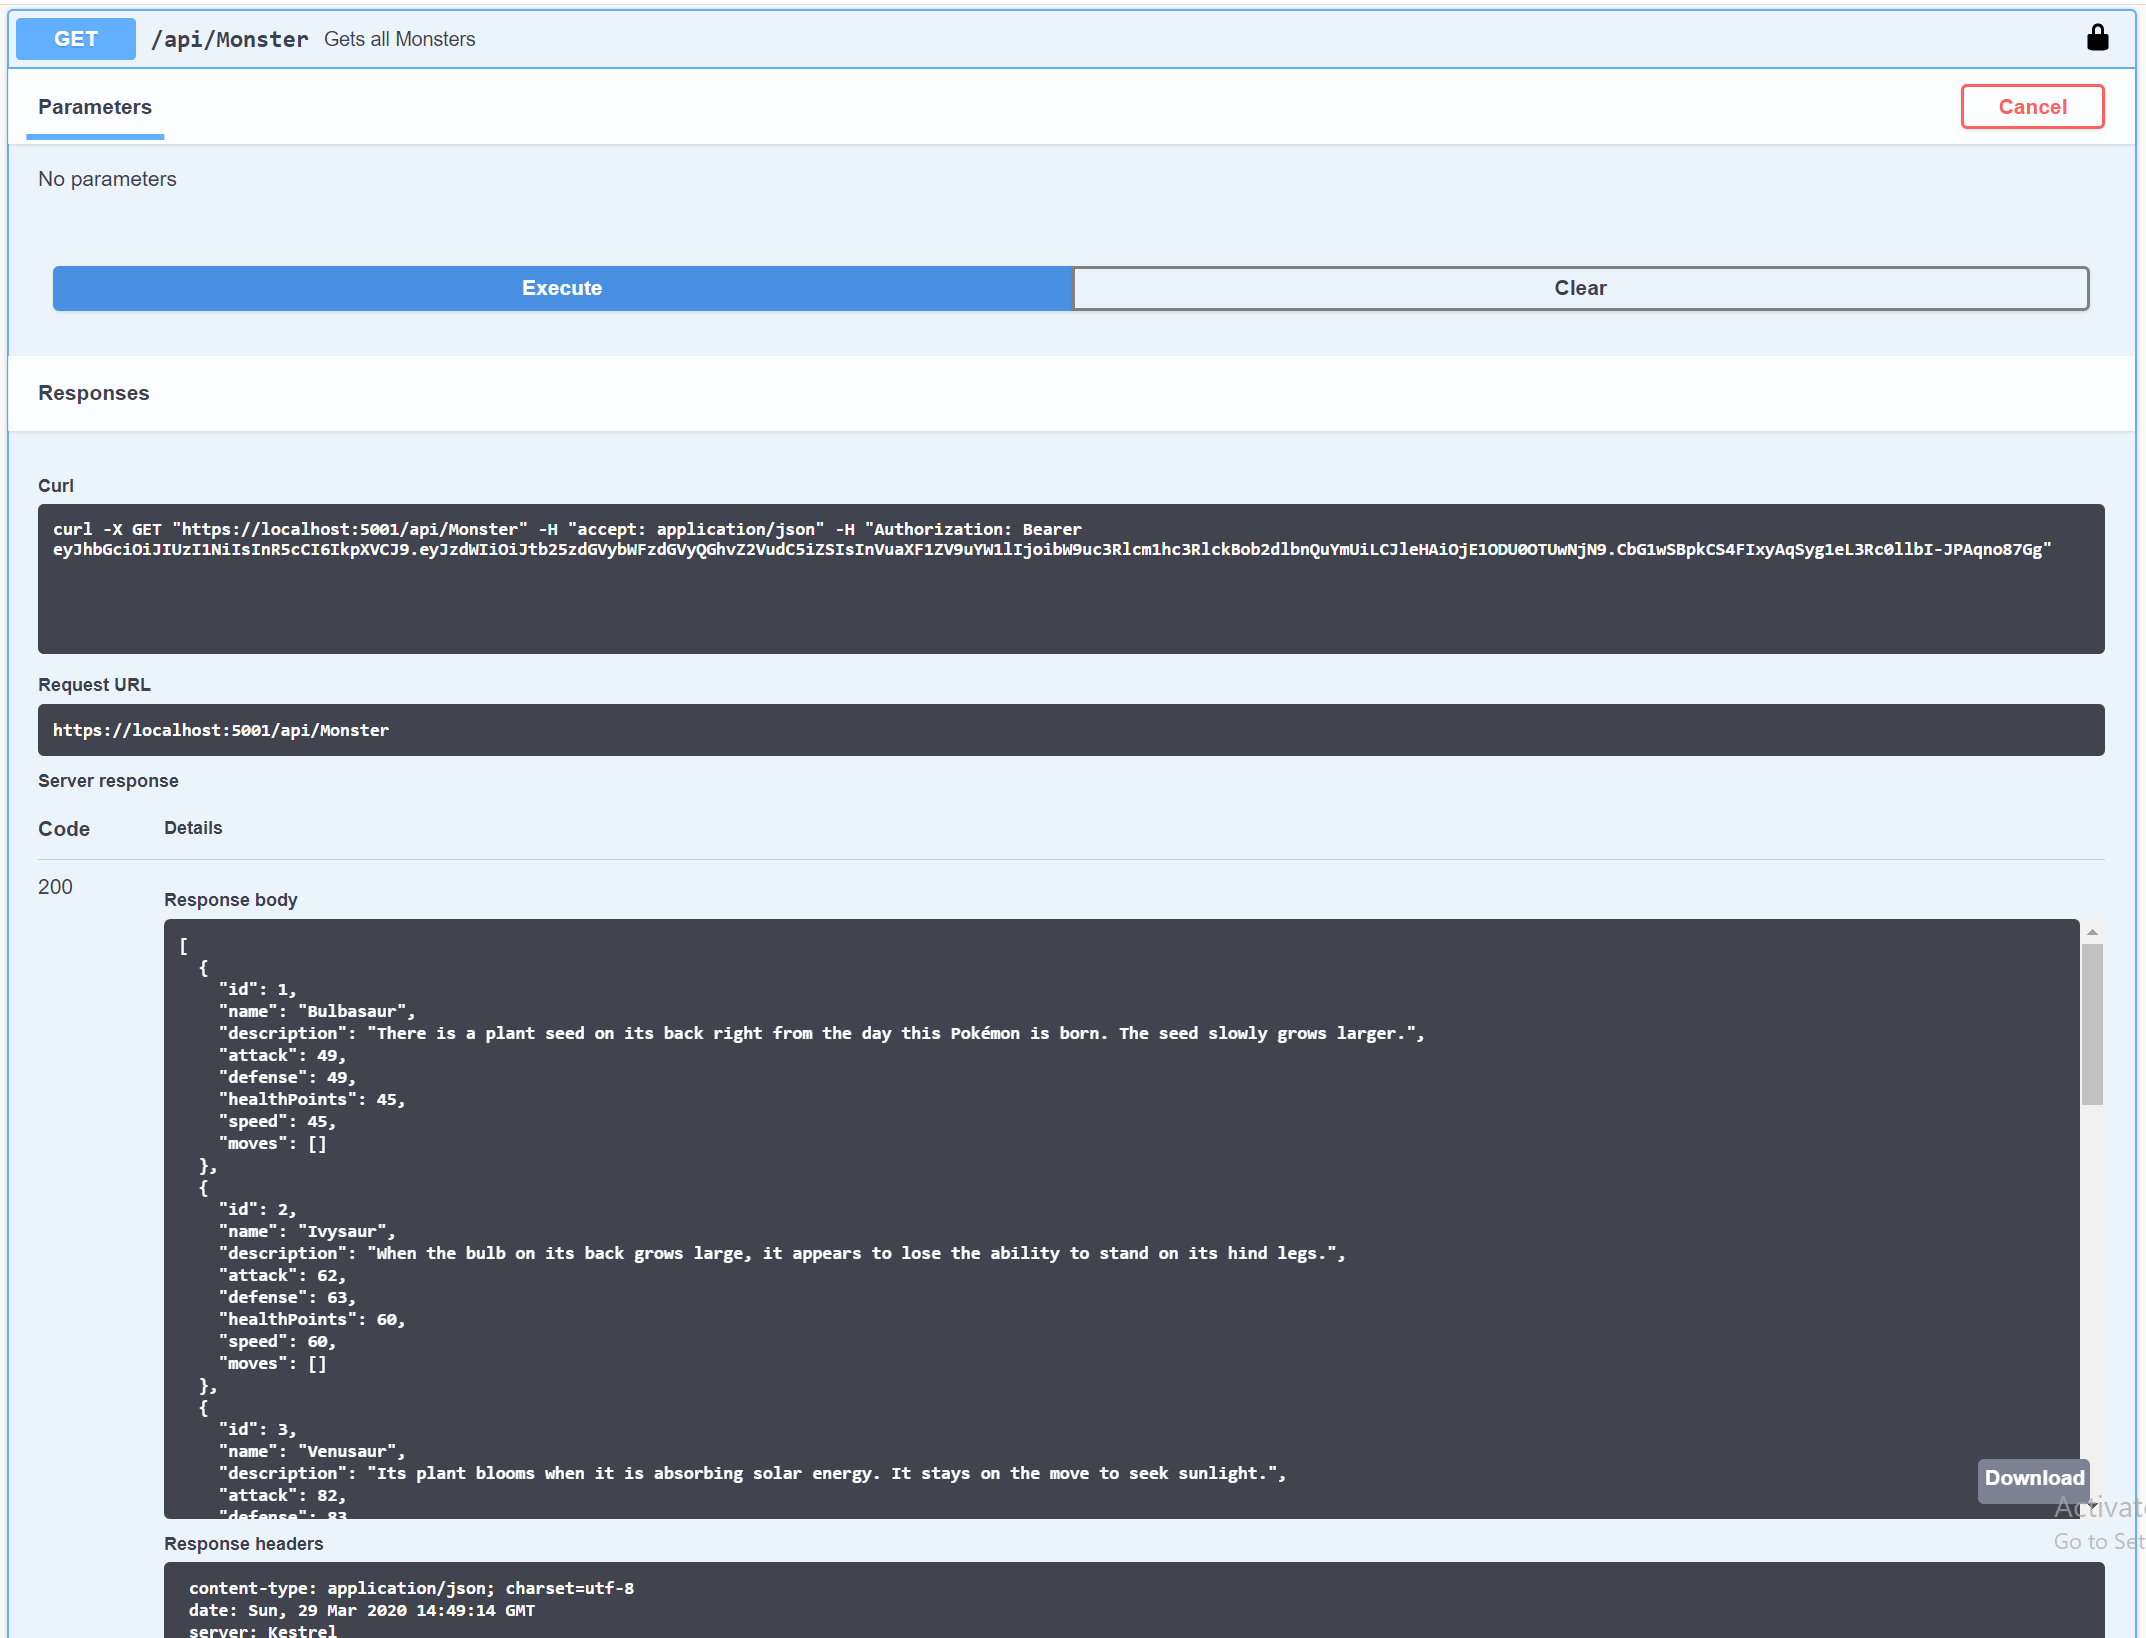 GET /api/Monster Gets all Monsters
Parameters
Cancel
No parameters
Execute
Clear
Responses
Curl
curl -X GET "https://localhost:5001/api/Monster" -H "accept: application/json" -H "Authorization: Bearer
eyJhbGciOiJIUzI1NiIsInR5cCI6IkpXVCJ9.eyJzdWIiOiJtb25zdGVybWFzdGVyQGhvZ2VudC5iZSIsInVuaXF1ZV9uYW1lIjoibW9uc3Rlcm1hc3RlckBob2dlbnQuYmUiLCJleHAiOjE1ODU0OTUwNjN9.CbG1wSBpkCS4FIxyAqSyg1eL3Rc0llbI-JPAqno87Gg"
Request URL
https://localhost:5001/api/Monster
Server response
Code Details
200
Response body
[
{
"id": 1,
"name": "Bulbasaur",
"description": "There is a plant seed on its back right from the day this Pokémon is born. The seed slowly grows larger.",
"attack": 49,
"defense": 49,
"healthPoints": 45,
"speed": 45,
"moves": []
},
{
"id": 2,
"name": "Ivysaur",
"description": "When the bulb on its back grows large, it appears to lose the ability to stand on its hind legs.",
"attack": 62,
"defense": 63,
"healthPoints": 60,
"speed": 60,
"moves": []
},
{
"id": 3,
"name": "Venusaur",
"description": "Its plant blooms when it is absorbing solar energy. It stays on the move to seek sunlight.",
"attack": 82,
"defense": 83
Download
Activate
Go to Set
Response headers
content-type: application/json; charset=utf-8
date: Sun, 29 Mar 2020 14:49:14 GMT
server: Kestrel